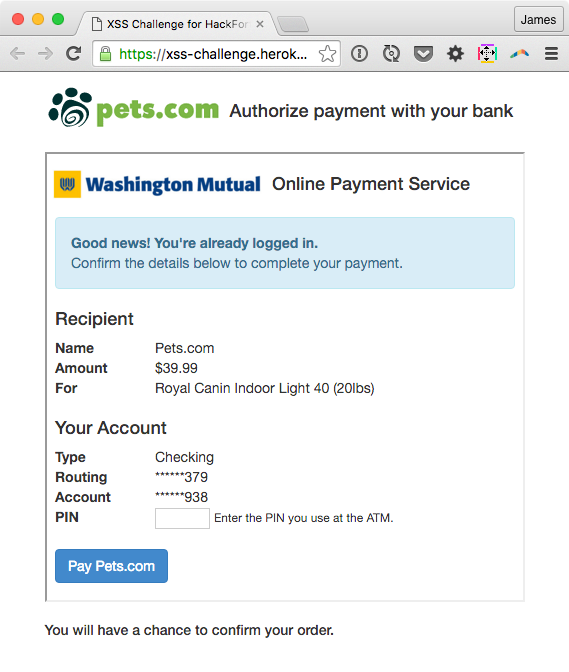 XSS Challenge for HackFor
James
https://xss-challenge.herok...
pets.com Authorize payment with your bank
Washington Mutual Online Payment Service
Good news! You're already logged in.
Confirm the details below to complete your payment.
Recipient
Name Pets.com
Amount $39.99
For Royal Canin Indoor Light 40 (20lbs)
Your Account
Type Checking
Routing ******379
Account ******938
PIN Enter the PIN you use at the ATM.
Pay Pets.com
You will have a chance to confirm your order.